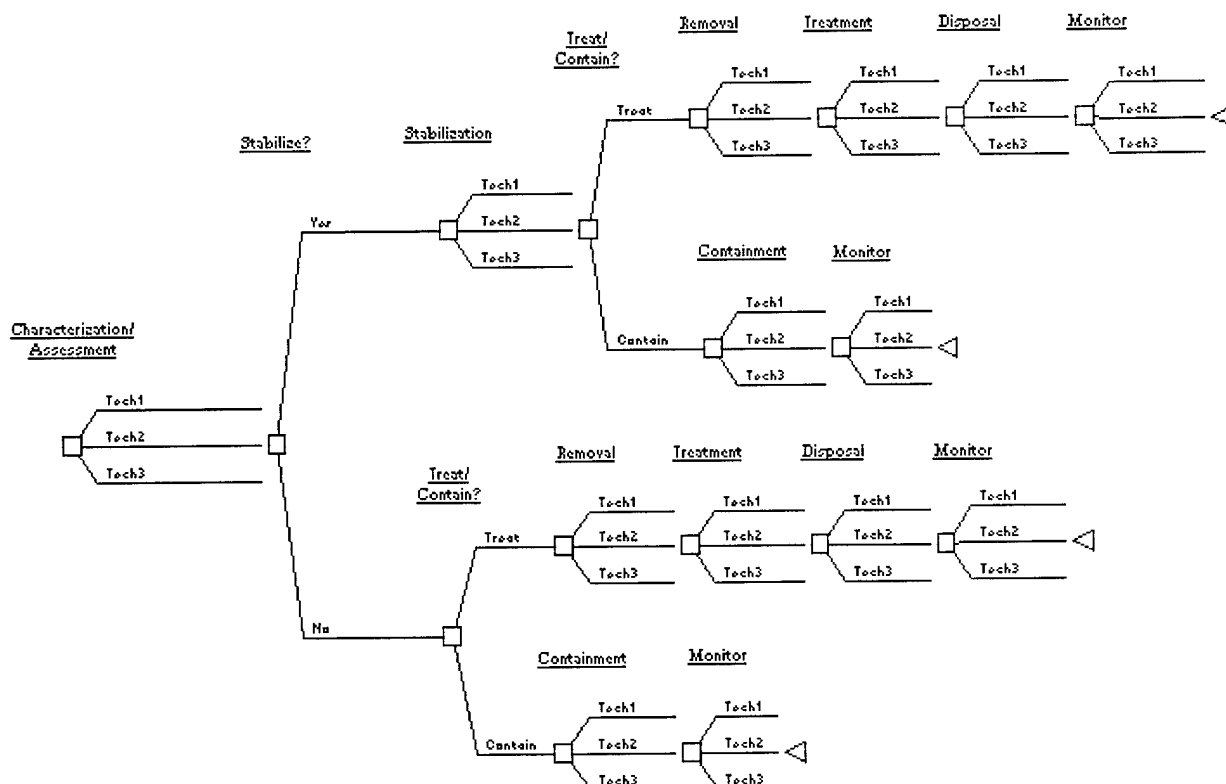 Removal Treatment Disposal Monitor
Treat/
Contain?
Tech1 Tech1 Tech1 Tech1
Treat Tech2 Tech2 Tech2 Tech2
Tech3 Tech3 Tech3 Tech3
Stabilize? Stabilization
Tech1
Yes Tech2
Tech3
Containment Monitor
Tech1 Tech1
Contain Tech2 Tech2
Tech3 Tech3
Characterization/
Assessment
Tech1
Tech2
Tech3
Treat/
Contain?
Removal Treatment Disposal Monitor
Tech1 Tech1 Tech1 Tech1
Treat Tech2 Tech2 Tech2 Tech2
Tech3 Tech3 Tech3 Tech3
No
Containment Monitor
Tech1 Tech1
Contain Tech2 Tech2
Tech3 Tech3